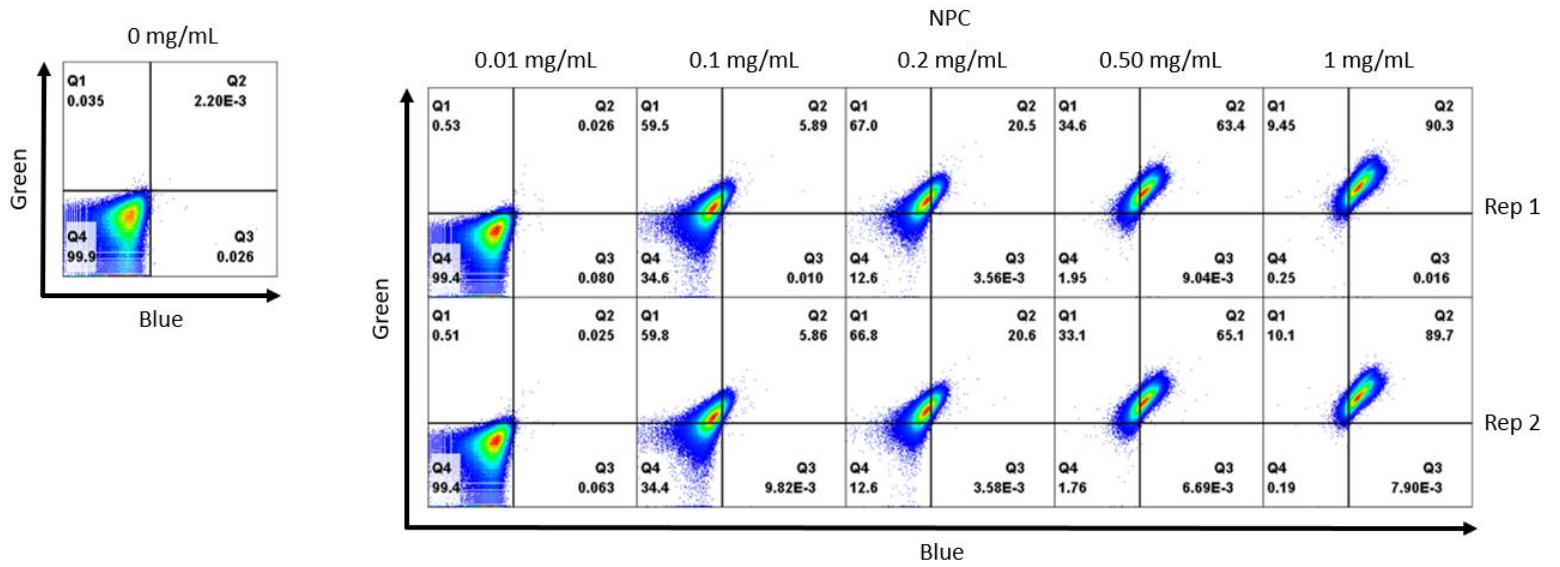 0 mg/mL
Q1
0.035
Q2
2.20E-3
Q4
99.9
Q3
0.026
Green
Blue
NPC
0.01 mg/mL 0.1 mg/mL 0.2 mg/mL 0.50 mg/mL 1 mg/mL
Q1 Q2 Q1 Q2 Q1 Q2 Q1 Q2 Q1 Q2
0.53 0.026 59.5 5.89 67.0 20.5 34.6 63.4 9.45 90.3
Rep 1
Q4 Q3 Q4 Q3 Q4 Q3 Q4 Q3 Q4 Q3
99.4 0.080 34.6 0.010 12.6 3.56E-3 1.95 9.04E-3 0.25 0.016
Green
Q1 Q2 Q1 Q2 Q1 Q2 Q1 Q2 Q1 Q2
0.51 0.025 59.8 5.86 66.8 20.6 33.1 65.1 10.1 89.7
Rep 2
Q4 Q3 Q4 Q3 Q4 Q3 Q4 Q3 Q4 Q3
99.4 0.063 34.4 9.82E-3 12.6 3.58E-3 1.76 6.69E-3 0.19 7.90E-3
Blue